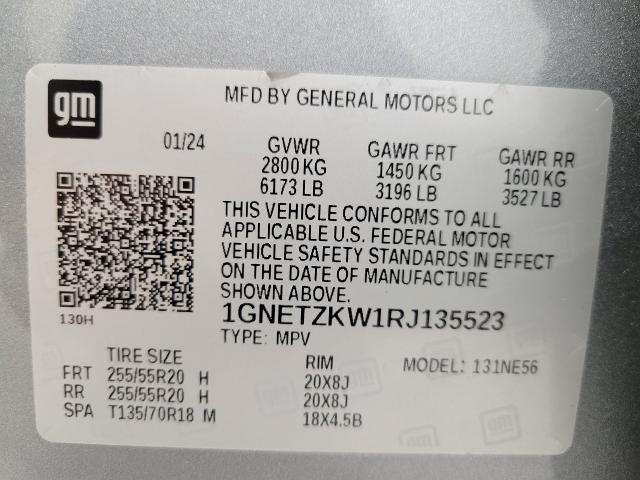 gm
MFD BY GENERAL MOTORS LLC
01/24 GVWR GAWR FRT GAWR RR
2800 KG 1450 KG 1600 KG
6173 LB 3196 LB 3527 LB
THIS VEHICLE CONFORMS TO ALL
APPLICABLE U.S. FEDERAL MOTOR
VEHICLE SAFETY STANDARDS IN EFFECT
ON THE DATE OF MANUFACTURE
SHOWN ABOVE.
130H
1GNETZKW1RJ135523
TYPE: MPV
TIRE SIZE RIM MODEL: 131NE56
FRT 255/55R20 H 20X8J
RR 255/55R20 H 20X8J
SPA T135/70R18 M 18X4.5B